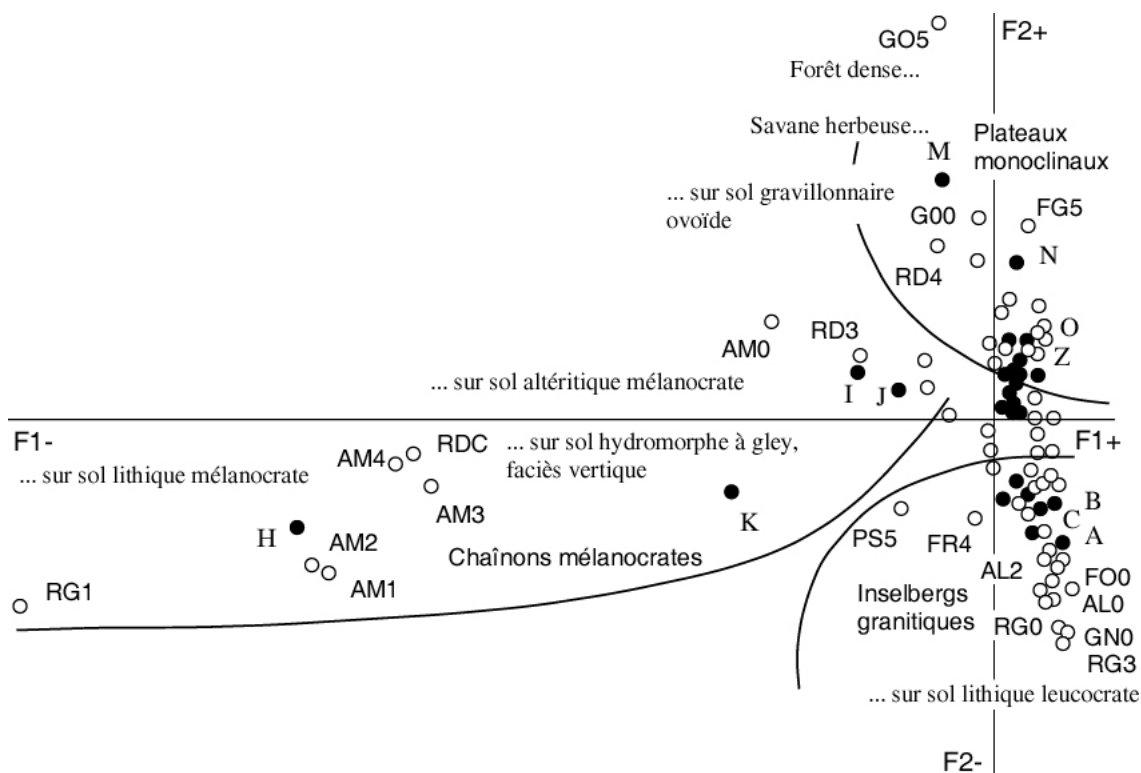 F2+
GO5
Forêt dense...
Savane herbeuse...
Plateaux
monoclinaux
M
... sur sol gravillonnaire
ovoïde
G00
FG5
N
RD4
O
RD3
AM0
Z
... sur sol altéritique mélanocrate
I
J
F1-
RDC
... sur sol hydromorphe à gley,
faciès vertique
F1+
AM4
... sur sol lithique mélanocrate
AM3
K
B
H
C
AM2
PS5
FR4
A
Chaînons mélanocrates
AL2
AM1
RG1
Inselbergs
granitiques
FO0
AL0
RG0
GN0
RG3
... sur sol lithique leucocrate
F2-